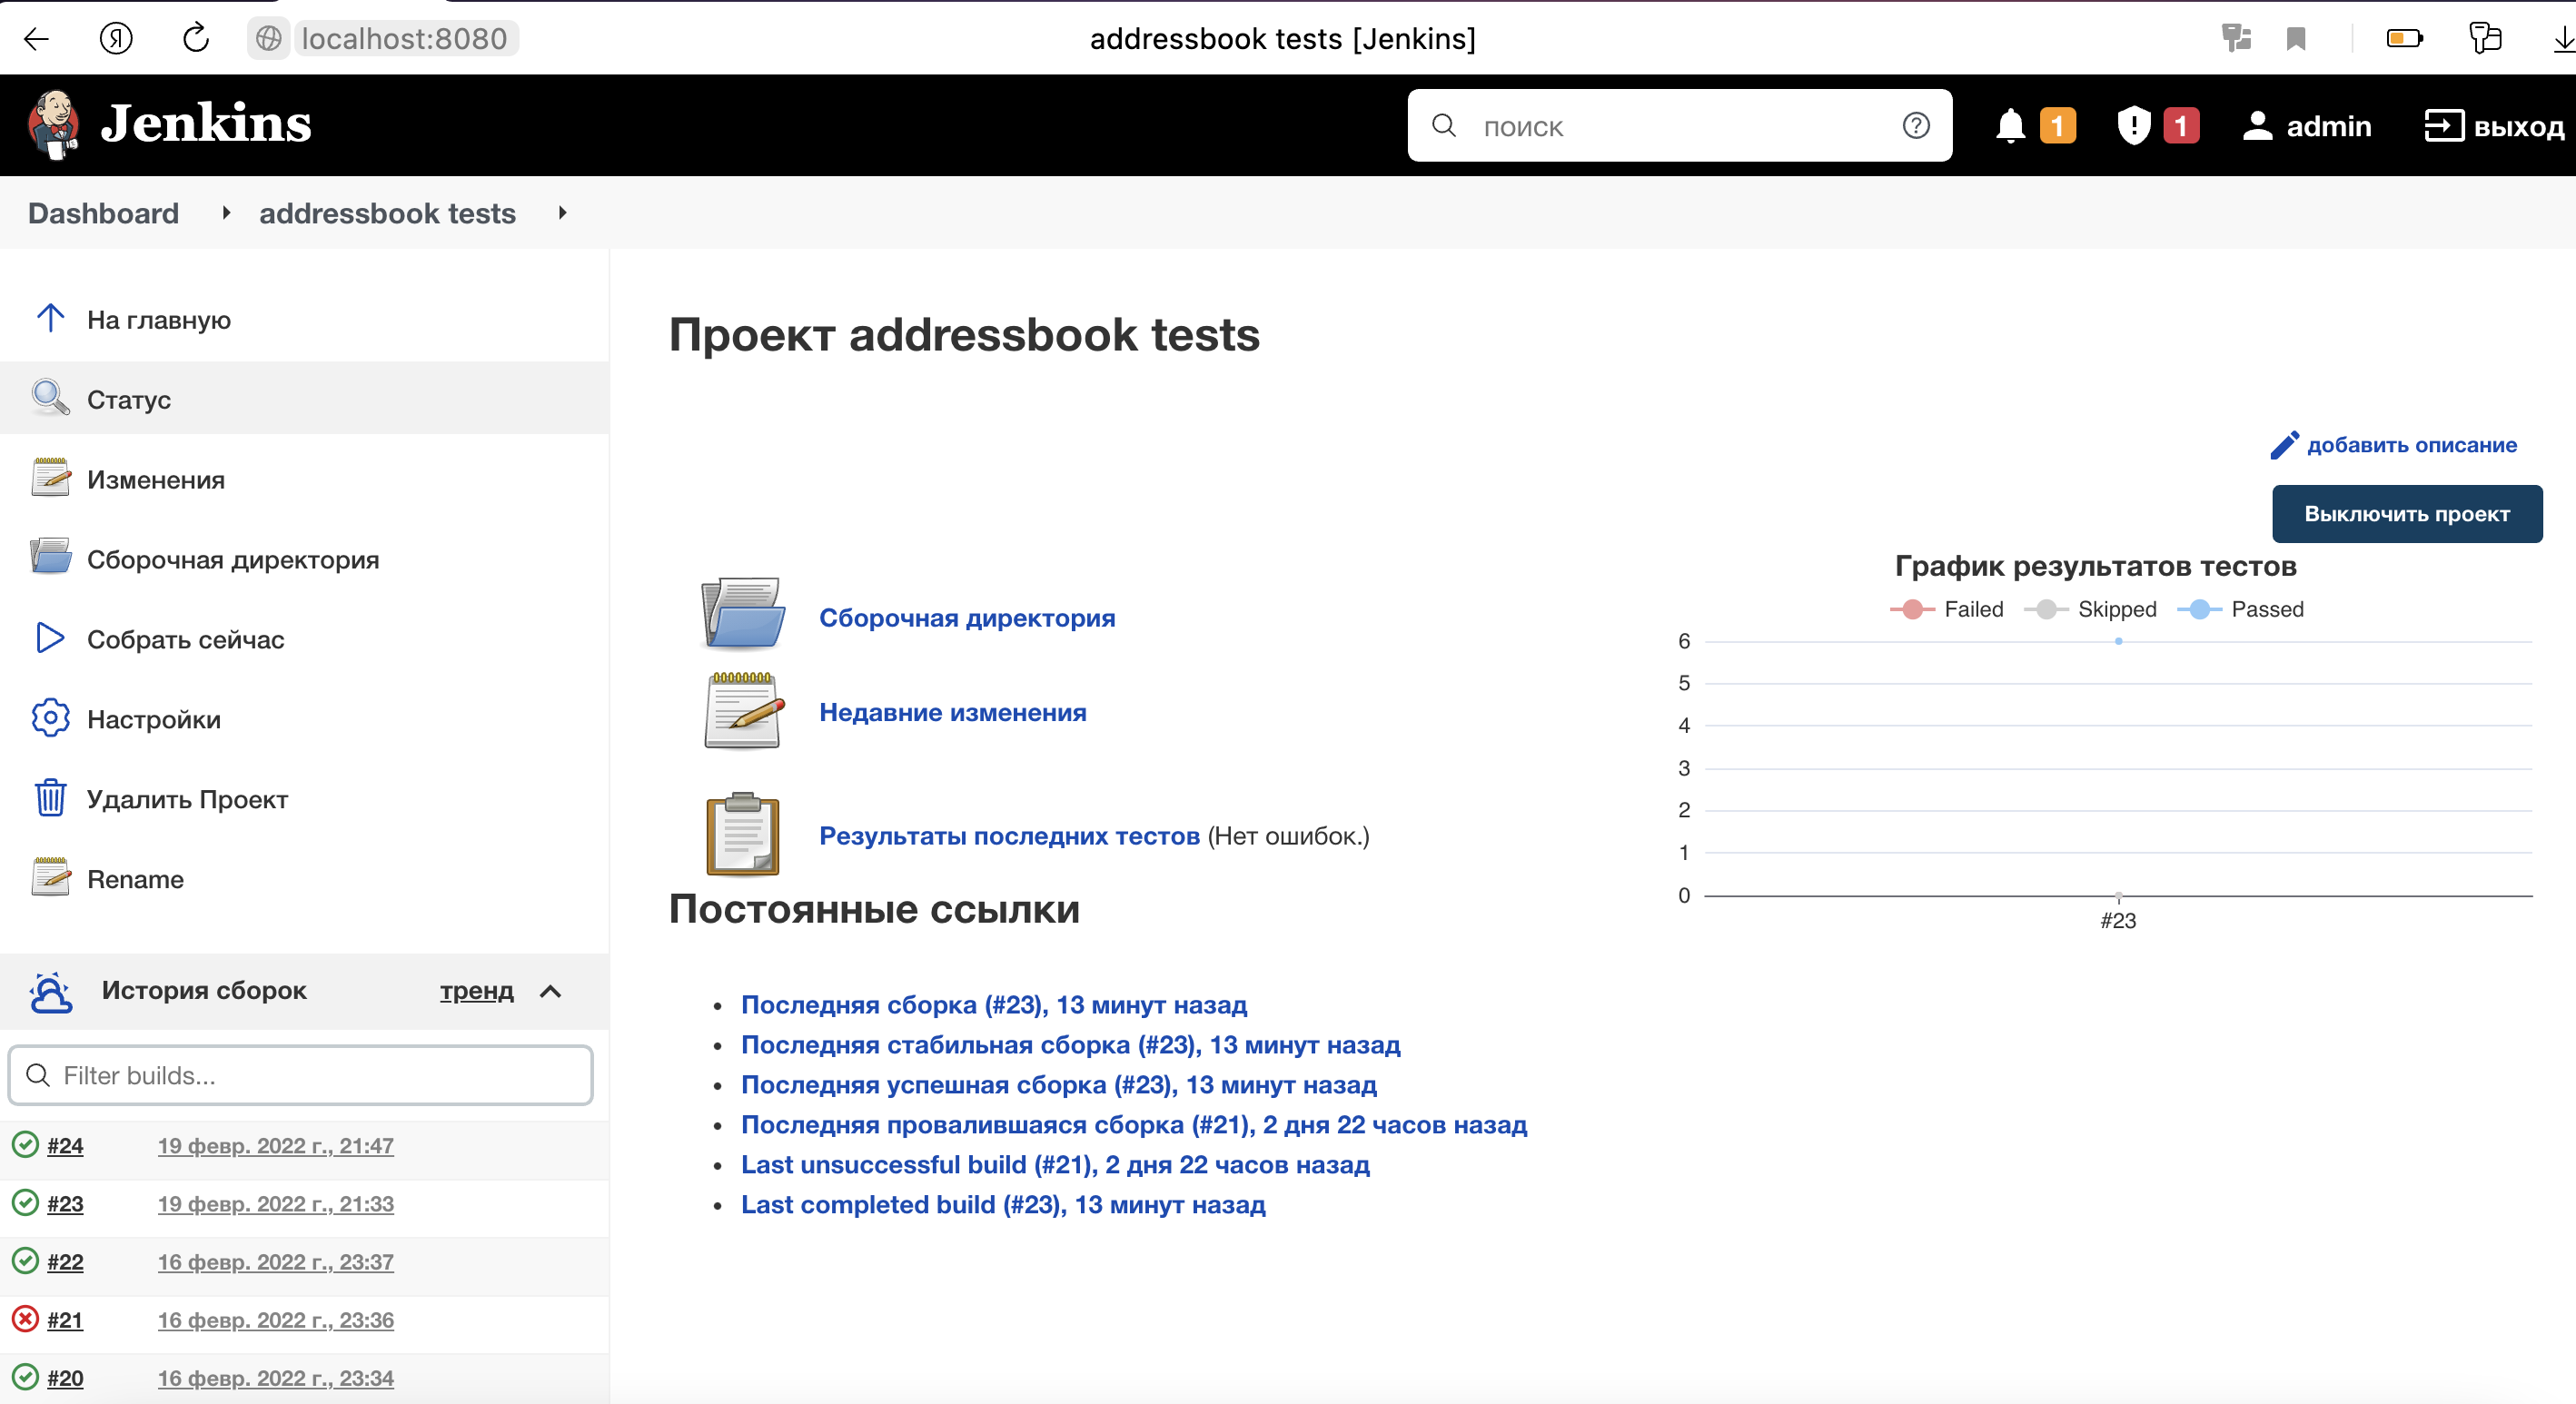 localhost:8080
addressbook tests [Jenkins]
Jenkins
поиск
1
1
admin
выход
Dashboard
addressbook tests
На главную
Статус
Изменения
Сборочная директория
Собрать сейчас
Настройки
Удалить Проект
Rename
История сборок
тренд
Filter builds...
#24 19 февр. 2022 г., 21:47
#23 19 февр. 2022 г., 21:33
#22 16 февр. 2022 г., 23:37
#21 16 февр. 2022 г., 23:36
#20 16 февр. 2022 г., 23:34
Проект addressbook tests
добавить описание
Выключить проект
Сборочная директория
Недавние изменения
Результаты последних тестов (Нет ошибок.)
График результатов тестов
Failed Skipped Passed
6
5
4
3
2
1
0
#23
Постоянные ссылки
• Последняя сборка (#23), 13 минут назад
• Последняя стабильная сборка (#23), 13 минут назад
• Последняя успешная сборка (#23), 13 минут назад
• Последняя провалившаяся сборка (#21), 2 дня 22 часов назад
• Last unsuccessful build (#21), 2 дня 22 часов назад
• Last completed build (#23), 13 минут назад